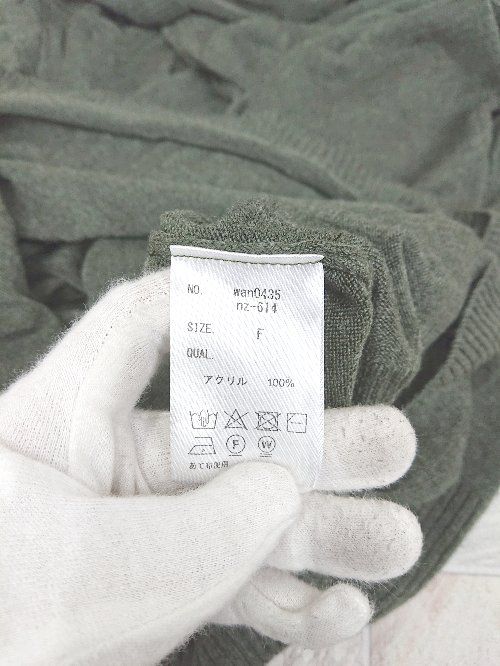 NO. wan0435
nz-614
SIZE. F
QUAL.
アクリル 100%
F W
あて布使用